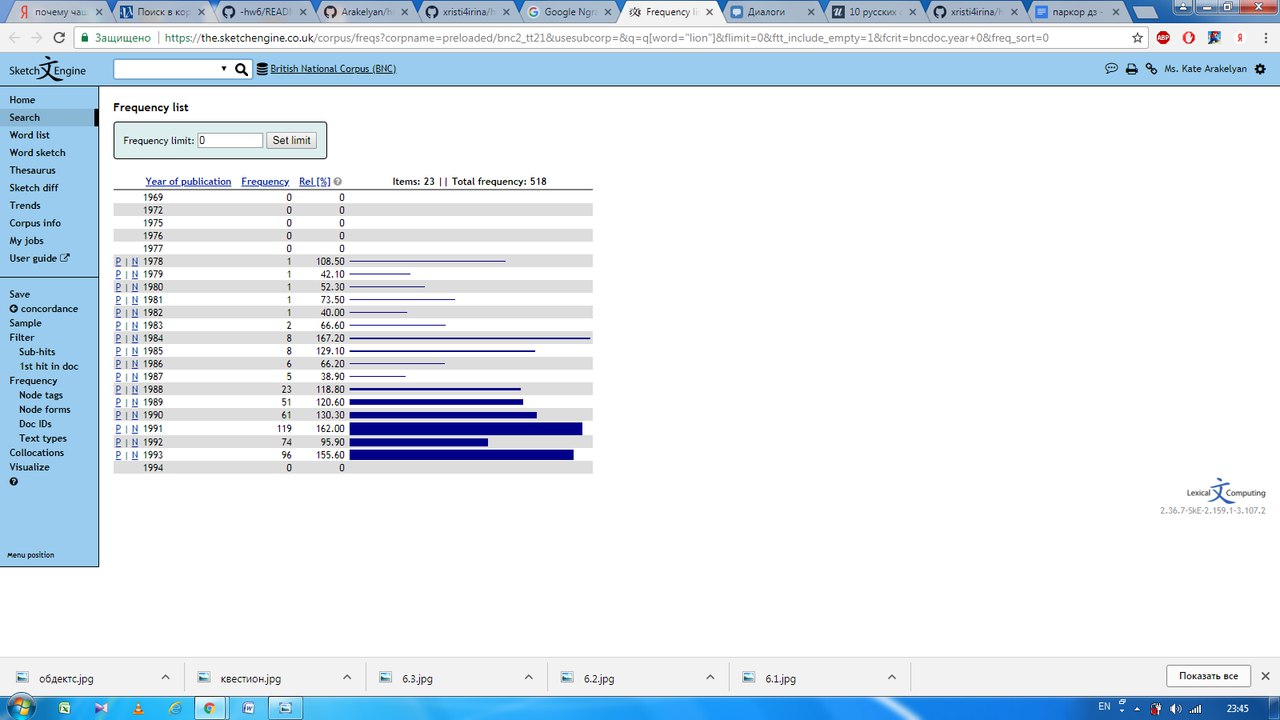 почему чаш
Поиск в кор
-hw6/READM
Arakelyan/h
xristi4irina/h
Google Ngra
Frequency li
Диалоги
10 русских с
xristi4irina/h
паркор дз -
Защищено https://the.sketchengine.co.uk/corpus/freqs?corpname=preloaded/bnc2_tt21&usesubcorp=&q=q[word="lion"]&flimit=0&ftt_include_empty=1&fcrit=bncdoc.year+0&freq_sort=0
Sketch Engine
British National Corpus (BNC)
Ms. Kate Arakelyan
Home
Search
Word list
Word sketch
Thesaurus
Sketch diff
Trends
Corpus info
My jobs
User guide
Save
concordance
Sample
Filter
Sub-hits
1st hit in doc
Frequency
Node tags
Node forms
Doc IDs
Text types
Collocations
Visualize
Menu position
Frequency list
Frequency limit: 0 Set limit
Year of publication Frequency Rel [%] Items: 23 || Total frequency: 518
1969 0 0
1972 0 0
1975 0 0
1976 0 0
1977 0 0
P | N 1978 1 108.50
P | N 1979 1 42.10
P | N 1980 1 52.30
P | N 1981 1 73.50
P | N 1982 1 40.00
P | N 1983 2 66.60
P | N 1984 8 167.20
P | N 1985 8 129.10
P | N 1986 6 66.20
P | N 1987 5 38.90
P | N 1988 23 118.80
P | N 1989 51 120.60
P | N 1990 61 130.30
P | N 1991 119 162.00
P | N 1992 74 95.90
P | N 1993 96 155.60
1994 0 0
Lexical Computing
2.36.7-SkE-2.159.1-3.107.2
обдектс.jpg
квестион.jpg
6.3.jpg
6.2.jpg
6.1.jpg
Показать все
EN 23:45